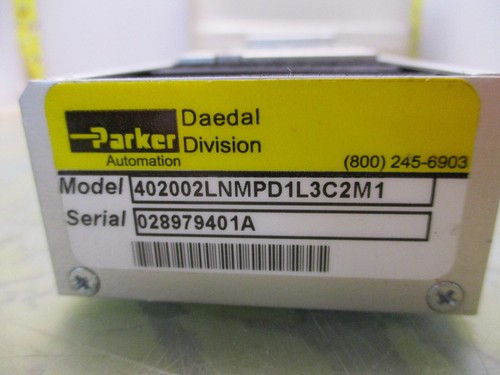 Parker
Automation
Daedal
Division
(800) 245-6903
Model 402002LNMPD1L3C2M1
Serial 028979401A